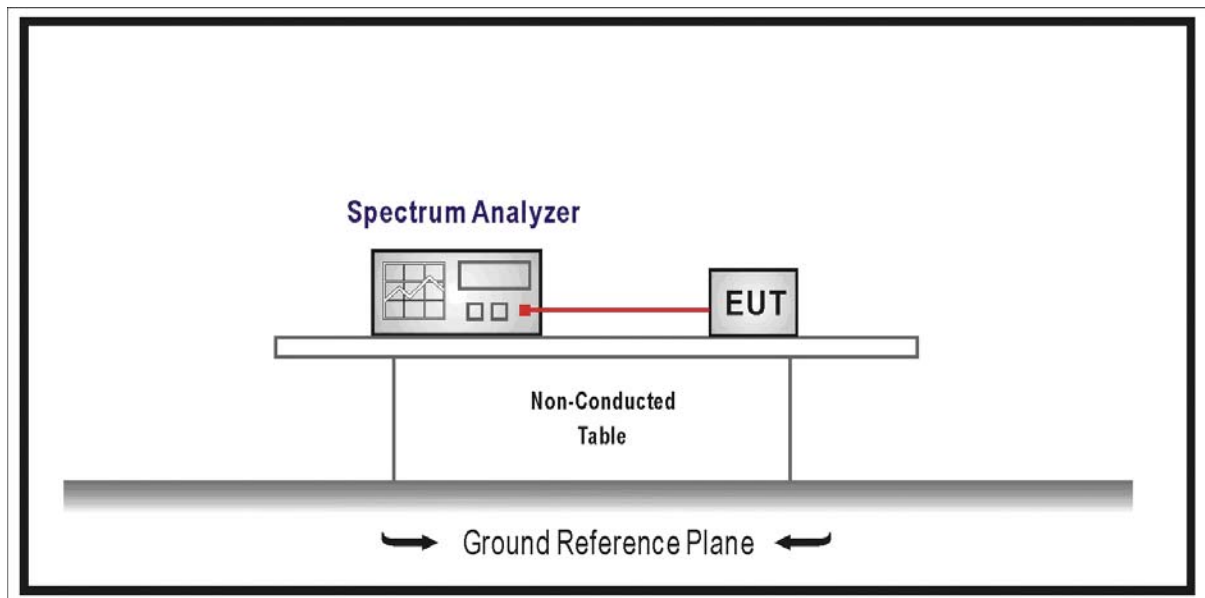 Spectrum Analyzer
EUT
Non-Conducted
Table
Ground Reference Plane